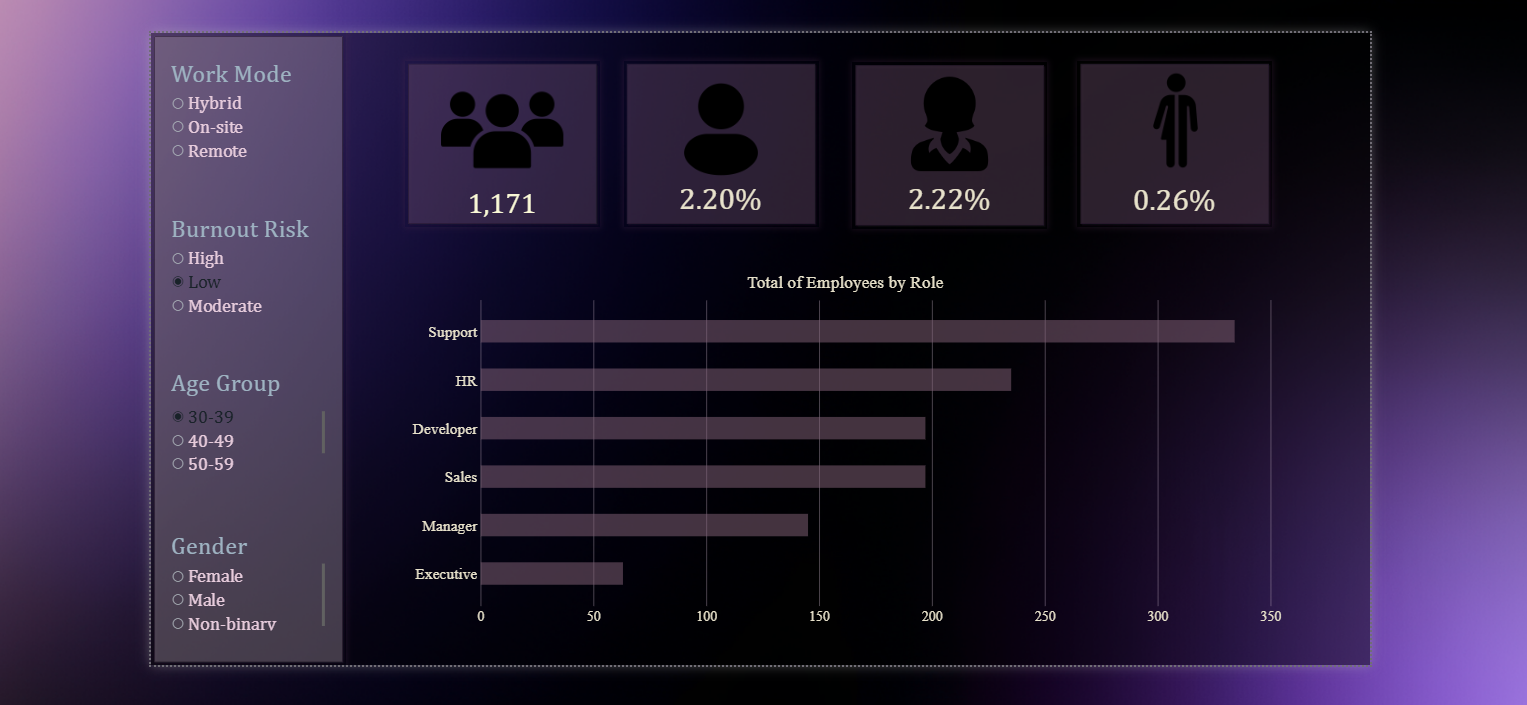 Work Mode
Hybrid
On-site
Remote
Burnout Risk
High
Low
Moderate
Age Group
30-39
40-49
50-59
Gender
Female
Male
Non-binary
1,171
2.20%
2.22%
0.26%
Total of Employees by Role
Support
HR
Developer
Sales
Manager
Executive
0 50 100 150 200 250 300 350